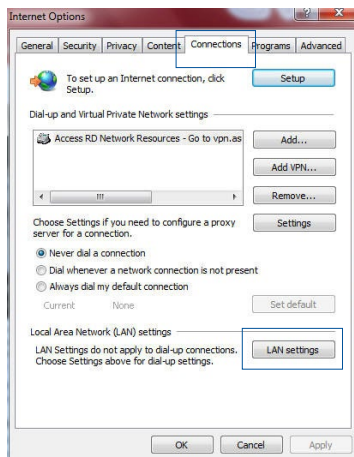 Internet Options
General Security Privacy Content Connections Programs Advanced
To set up an Internet connection, click
Setup.
Setup
Dial-up and Virtual Private Network settings
Access RD Network Resources - Go to vpn.as
Add...
Add VPN...
Remove...
Choose Settings if you need to configure a proxy
server for a connection.
Settings
Never dial a connection
Dial whenever a network connection is not present
Always dial my default connection
Current None
Set default
Local Area Network (LAN) settings
LAN Settings do not apply to dial-up connections.
Choose Settings above for dial-up settings.
LAN settings
OK Cancel Apply